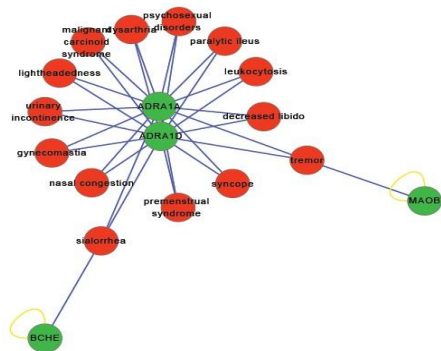 psychosexual
disorders
dysarthria
malignant
carcinoid
syndrome
paralytic ileus
lightheadedness
leukocytosis
urinary
incontinence
ADRA1A
decreased libido
ADRA1D
gynecomastia
tremor
nasal congestion
syncope
premenstrual
syndrome
MAOB
sialorrhea
BCHE